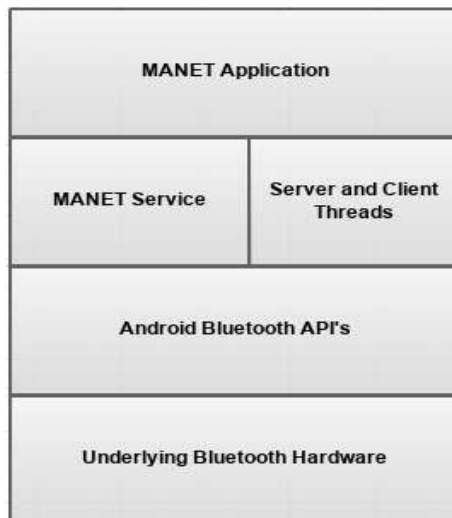 MANET Application
MANET Service
Server and Client
Threads
Android Bluetooth API's
Underlying Bluetooth Hardware